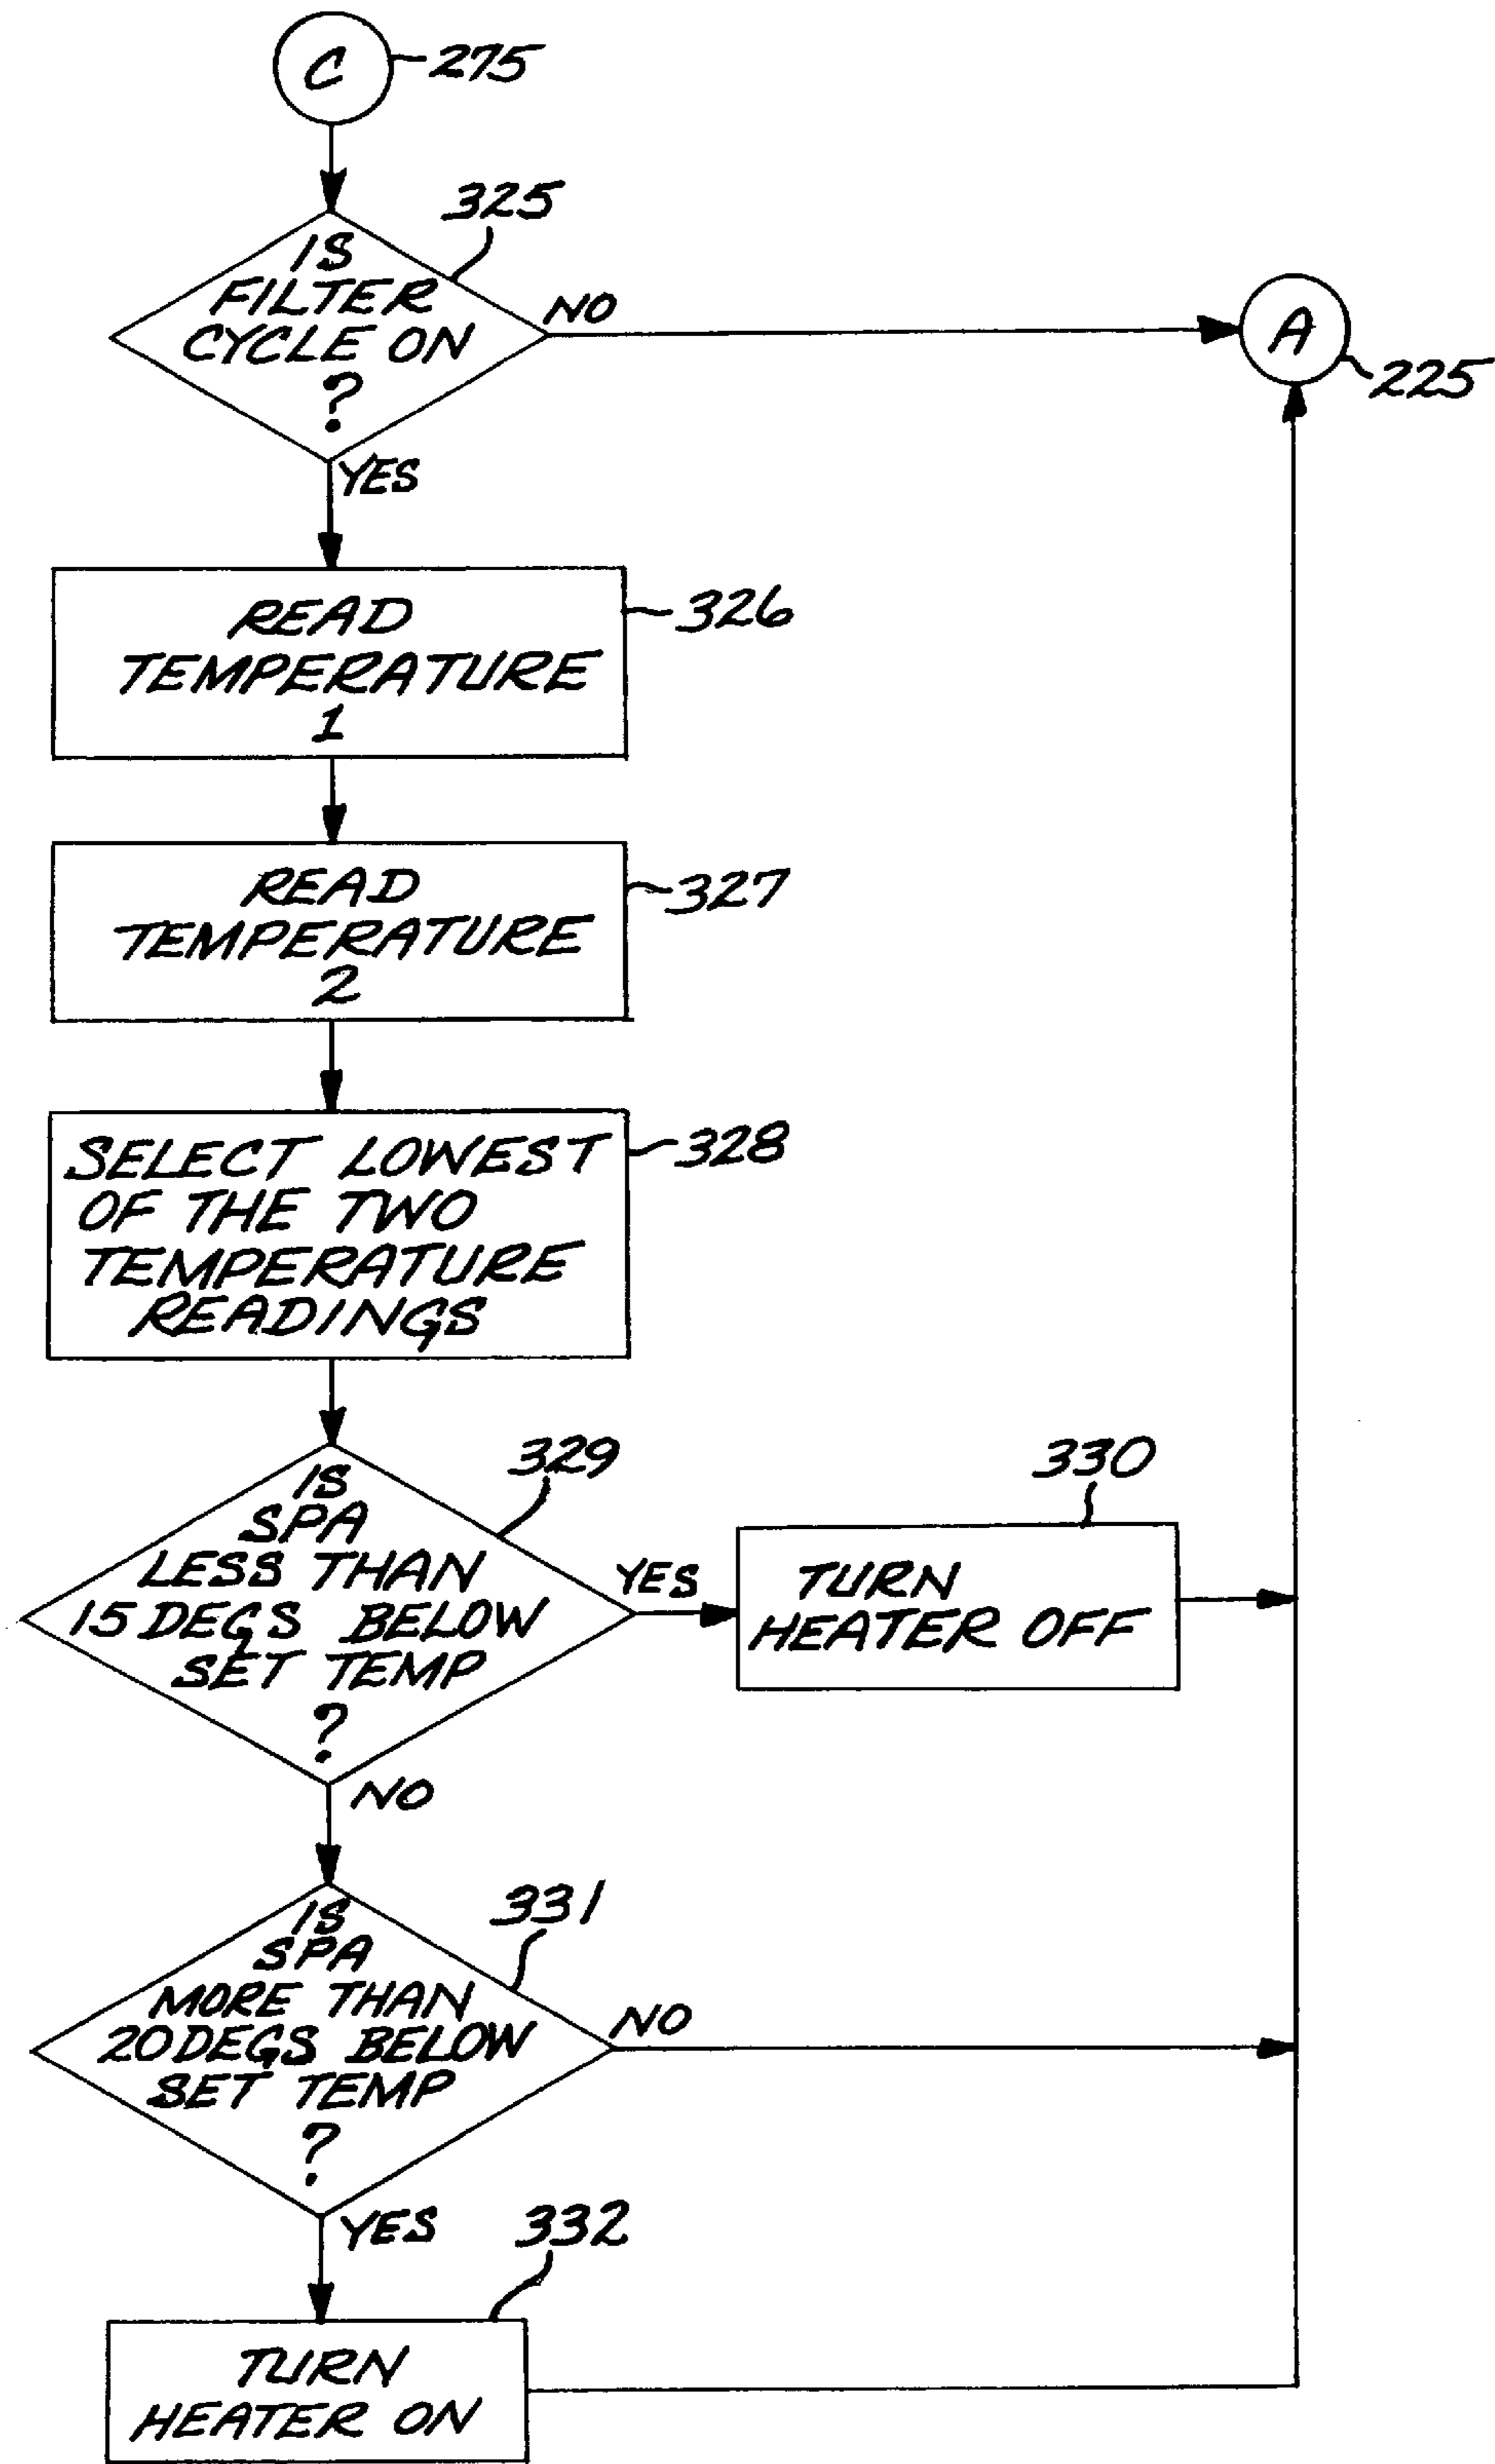 C
275
325
IS
FILTER
CYCLE ON
?
NO
A
225
YES
READ
TEMPERATURE
1
326
READ
TEMPERATURE
2
327
SELECT LOWEST
OF THE TWO
TEMPERATURE
READINGS
328
329
IS
SPA
LESS THAN
15 DEGS BELOW
SET TEMP
?
YES
330
TURN
HEATER OFF
NO
331
IS
SPA
MORE THAN
20 DEGS BELOW
SET TEMP
?
NO
YES
332
TURN
HEATER ON